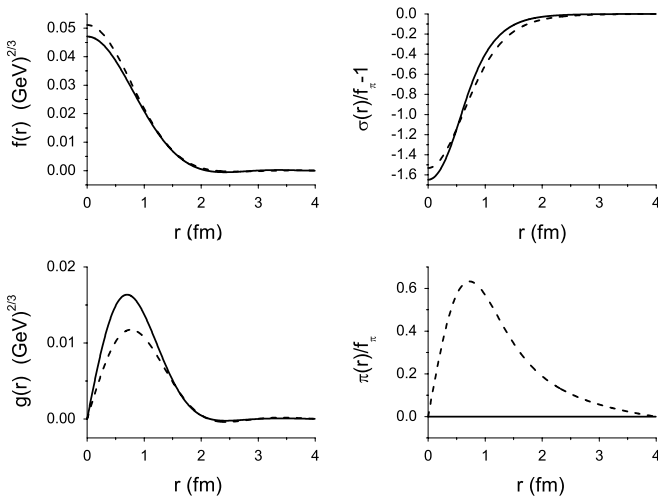 f(r) (GeV)^2/3
0.05
0.04
0.03
0.02
0.01
0.00
0 1 2 3 4
r (fm)
σ(r)/f_π-1
0.0
-0.2
-0.4
-0.6
-0.8
-1.0
-1.2
-1.4
-1.6
0 1 2 3 4
r (fm)
g(r) (GeV)^2/3
0.02
0.01
0.00
0 1 2 3 4
r (fm)
π(r)/f_π
0.6
0.4
0.2
0.0
0 1 2 3 4
r (fm)